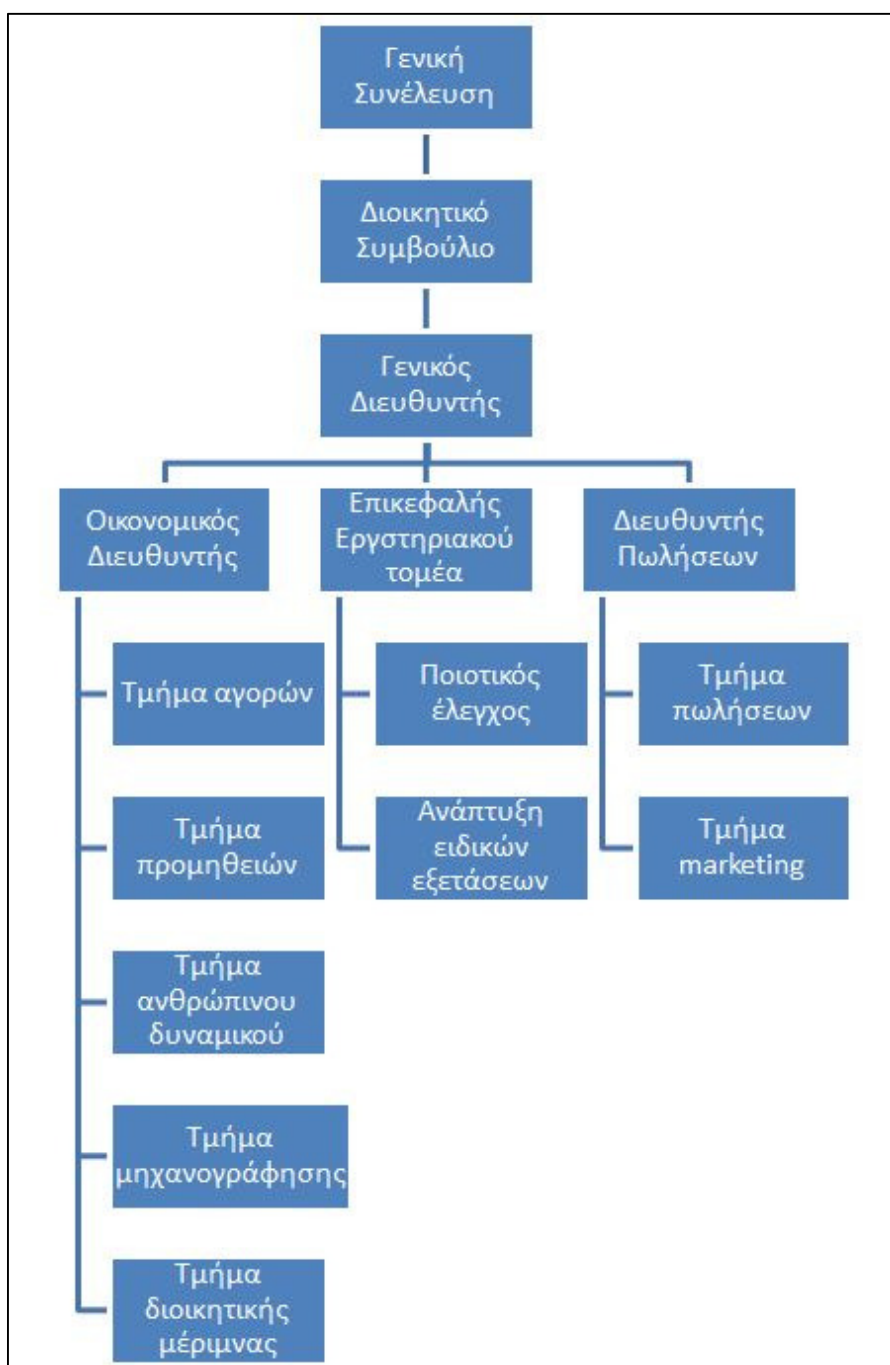 Γενική
Συνέλευση
Διοικητικό
Συμβούλιο
Γενικός
Διευθυντής
Οικονομικός
Διευθυντής
Τμήμα αγορών
Τμήμα
προμηθειών
Τμήμα
ανθρώπινου
δυναμικού
Τμήμα
μηχανογράφησης
Τμήμα
διοικητικής
μέριμνας
Επικεφαλής
Εργστηριακού
τομέα
Ποιοτικός
έλεγχος
Ανάπτυξη
ειδικών
εξετάσεων
Διευθυντής
Πωλήσεων
Τμήμα
πωλήσεων
Τμήμα
marketing